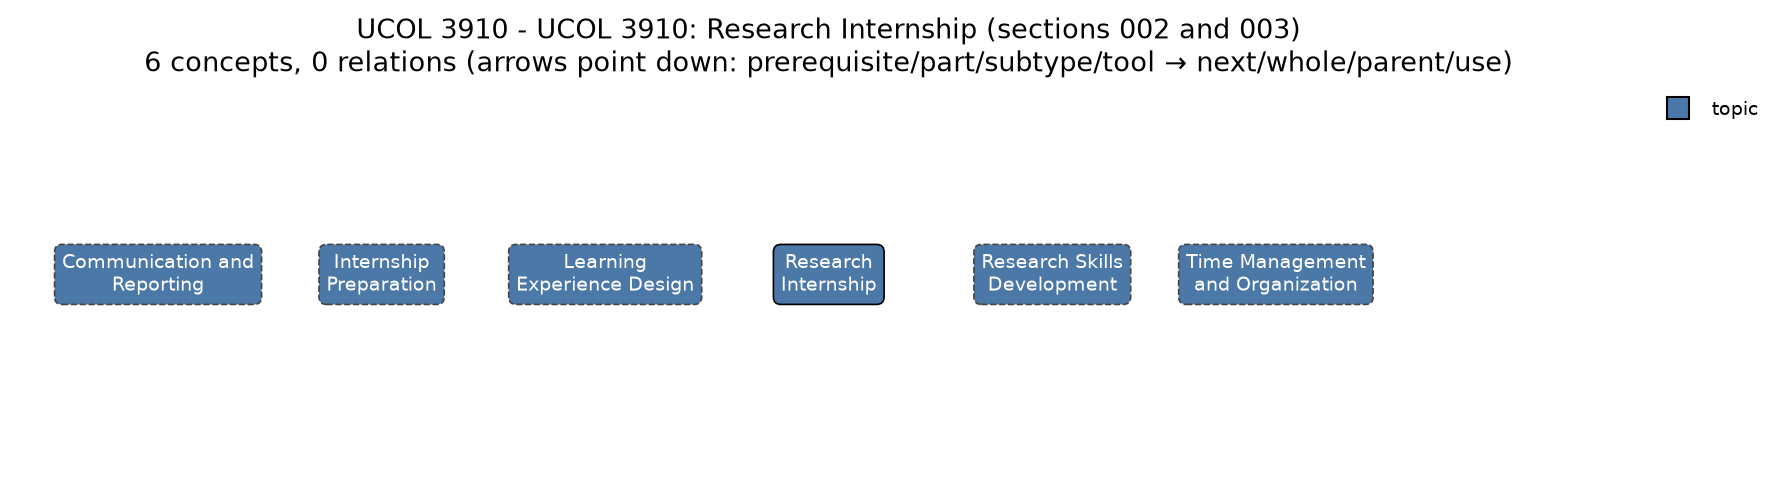 UCOL 3910 - UCOL 3910: Research Internship (sections 002 and 003)
6 concepts, 0 relations (arrows point down: prerequisite/part/subtype/tool → next/whole/parent/use)
topic
Communication and
Reporting
Internship
Preparation
Learning
Experience Design
Research
Internship
Research Skills
Development
Time Management
and Organization